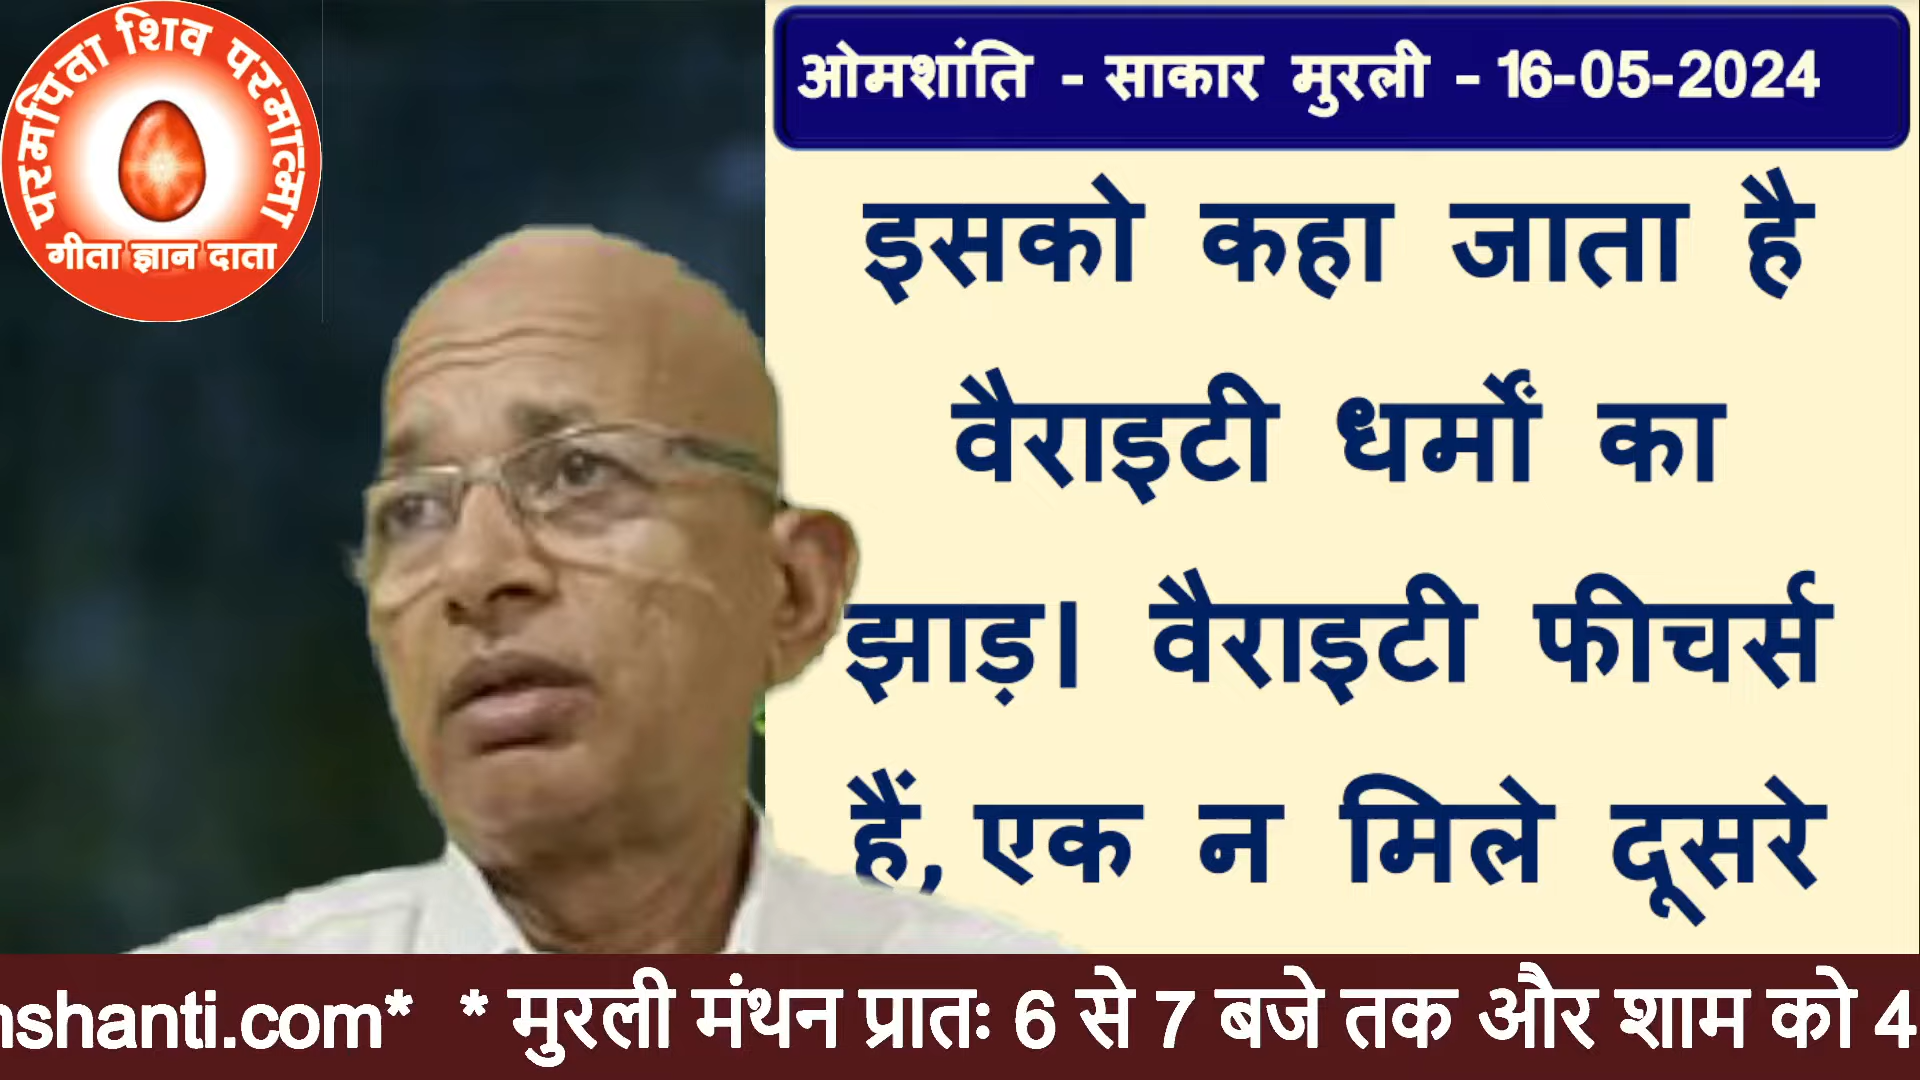 परमपिता शिव परमात्मा
गीता ज्ञान दाता
ओमशांति - साकार मुरली - 16-05-2024
इसको कहा जाता है
वैराइटी धर्मों का
झाड़। वैराइटी फीचर्स
हैं, एक न मिले दूसरे
shanti.com* * मुरली मंथन प्रातः 6 से 7 बजे तक और शाम को 4